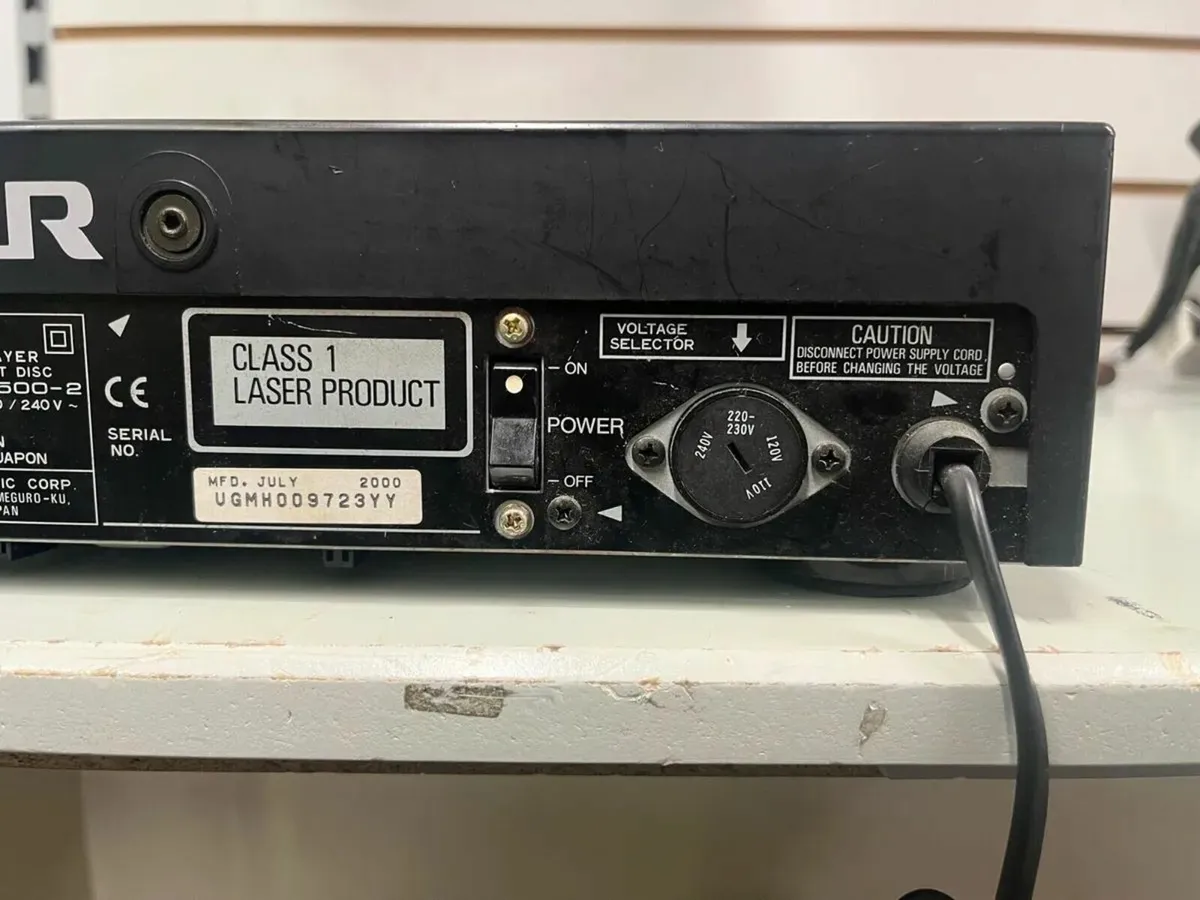 R
AYER
T DISC
500-2
0/240V~
N
JAPON
IC CORP.
MEGURO-KU,
PAN
CE
SERIAL
NO.
CLASS 1
LASER PRODUCT
MFD. JULY 2000
UGMH009723YY
ON
POWER
OFF
VOLTAGE
SELECTOR
220-
230V
240V
120V
110V
CAUTION
DISCONNECT POWER SUPPLY CORD
BEFORE CHANGING THE VOLTAGE